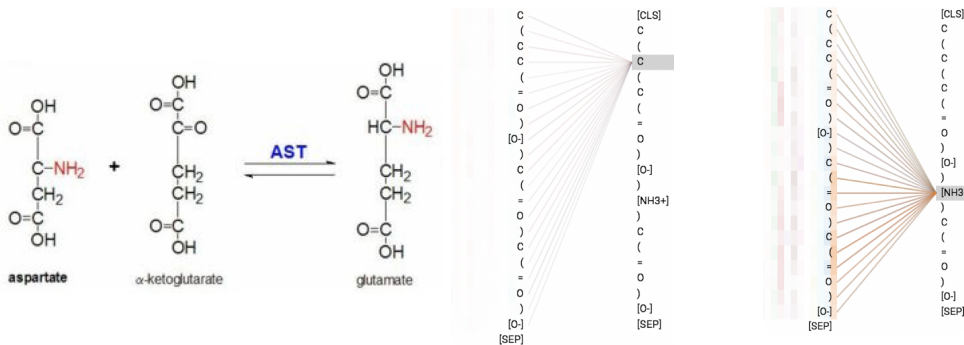 OH
O=C
C-NH₂
CH₂
O=C
OH
aspartate
+
OH
O=C
C=O
CH₂
CH₂
O=C
OH
α-ketoglutarate
AST
OH
O=C
HC-NH₂
CH₂
CH₂
O=C
OH
glutamate
C
(
C
C
(
=
O
)
[O-]
)
C
(
=
O
)
C
(
=
O
)
[O-]
[SEP]
[CLS]
C
(
C
(
C
(
=
O
)
[O-]
)
[NH3+]
)
C
(
=
O
)
[O-]
[SEP]
C
(
C
C
(
=
O
)
[O-]
)
C
(
=
O
)
C
(
=
O
)
[O-]
[SEP]
[CLS]
C
(
C
(
C
(
=
O
)
[O-]
)
[NH3
)
C
(
=
O
)
[O-]
[SEP]